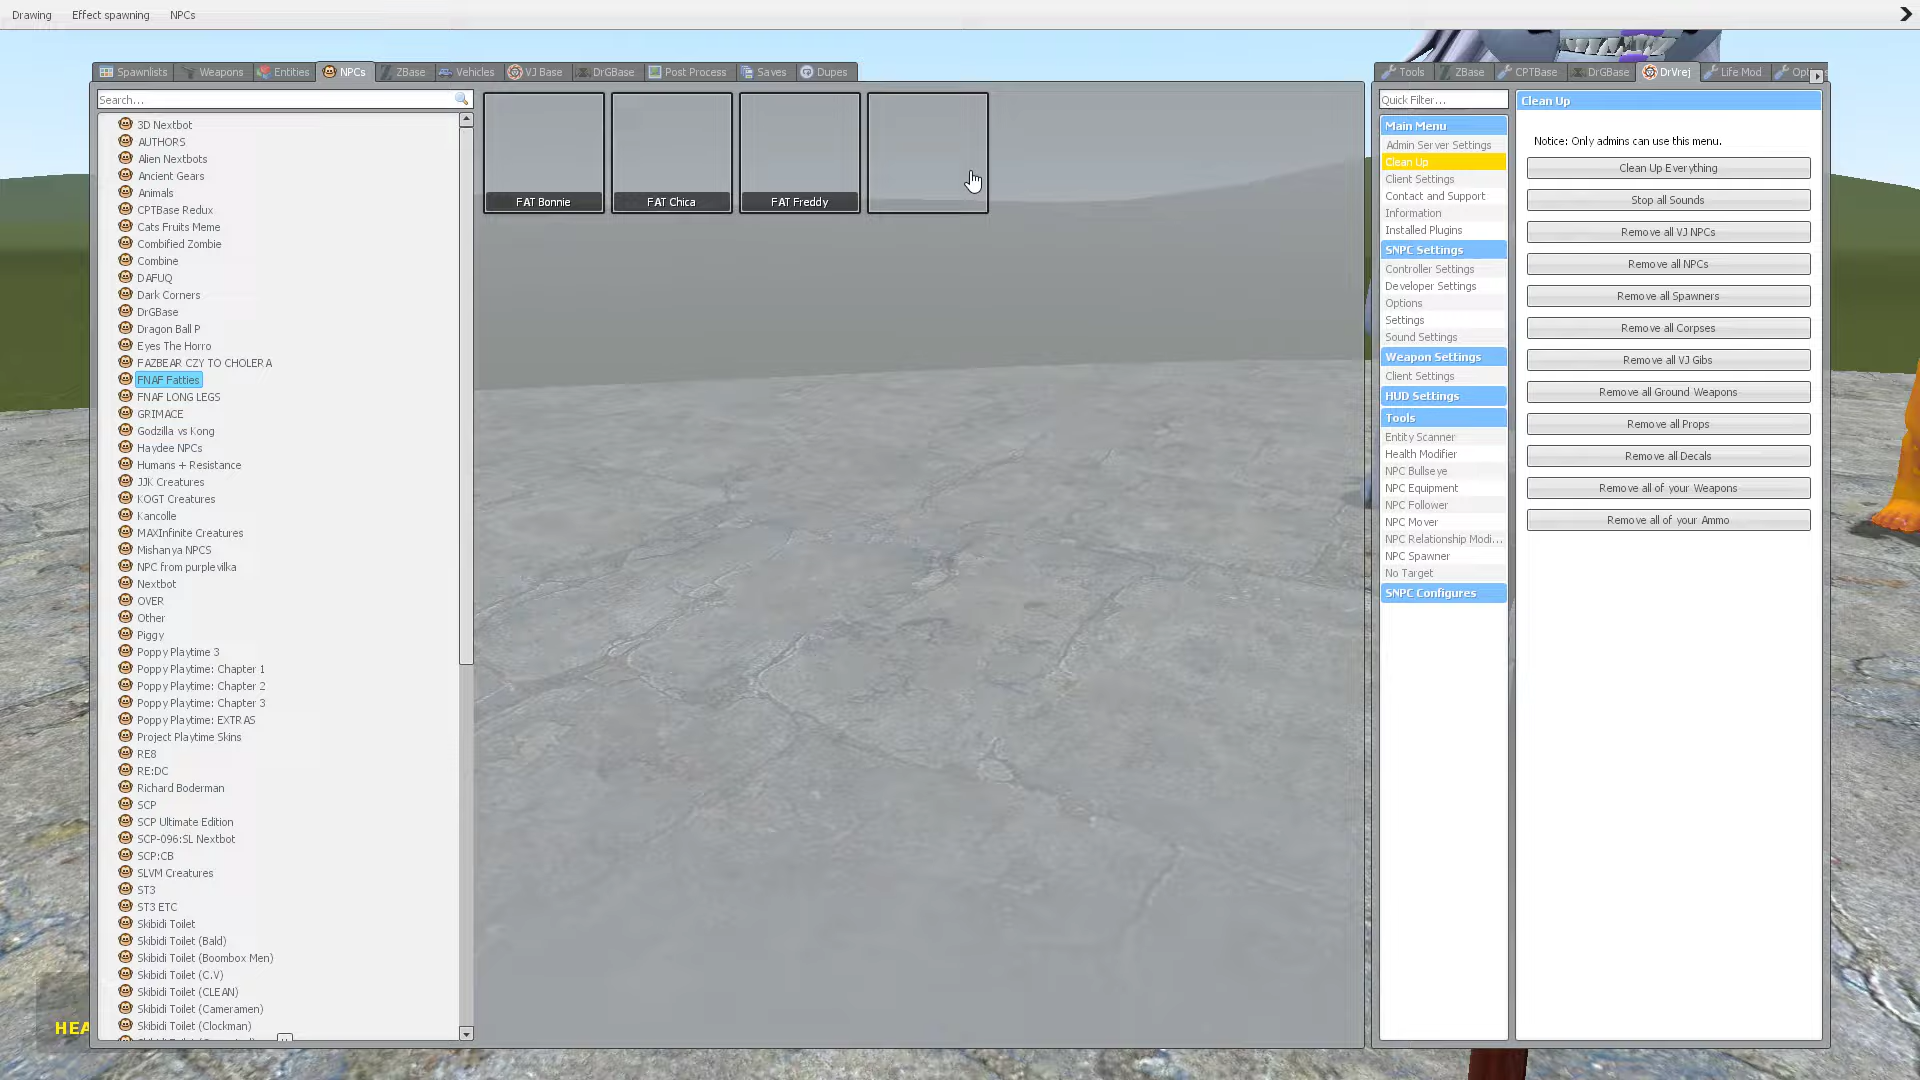 Drawing Effect spawning NPCs
Spawnlists Weapons Entities NPCs ZBase Vehicles VJ Base DrGBase Post Process Saves Dupes
Search...
3D Nextbot
AUTHORS
Alien Nextbots
Ancient Gears
Animals
CPTBase Redux
Cats Fruits Meme
Combified Zombie
Combine
DAFUQ
Dark Corners
DrGBase
Dragon Ball P
Eyes The Horro
FAZBEAR CZY TO CHOLERA
FNAF Fatties
FNAF LONG LEGS
GRIMACE
Godzilla vs Kong
Haydee NPCs
Humans + Resistance
JJK Creatures
KOGT Creatures
Kancolle
MAXInfinite Creatures
Mishanya NPCS
NPC from purplevilka
Nextbot
OVER
Other
Piggy
Poppy Playtime 3
Poppy Playtime: Chapter 1
Poppy Playtime: Chapter 2
Poppy Playtime: Chapter 3
Poppy Playtime: EXTRAS
Project Playtime Skins
RE8
RE:DC
Richard Boderman
SCP
SCP Ultimate Edition
SCP-096:SL Nextbot
SCP:CB
SLVM Creatures
ST3
ST3 ETC
Skibidi Toilet
Skibidi Toilet (Bald)
Skibidi Toilet (Boombox Men)
Skibidi Toilet (C.V)
Skibidi Toilet (CLEAN)
Skibidi Toilet (Cameramen)
Skibidi Toilet (Clockman)
HEA
FAT Bonnie FAT Chica FAT Freddy
Tools ZBase CPTBase DrGBase DrVrej Life Mod Optio
Quick Filter...
Main Menu
Admin Server Settings
Clean Up
Client Settings
Contact and Support
Information
Installed Plugins
SNPC Settings
Controller Settings
Developer Settings
Options
Settings
Sound Settings
Weapon Settings
Client Settings
HUD Settings
Tools
Entity Scanner
Health Modifier
NPC Bullseye
NPC Equipment
NPC Follower
NPC Mover
NPC Relationship Modi...
NPC Spawner
No Target
SNPC Configures
Clean Up
Notice: Only admins can use this menu.
Clean Up Everything
Stop all Sounds
Remove all VJ NPCs
Remove all NPCs
Remove all Spawners
Remove all Corpses
Remove all VJ Gibs
Remove all Ground Weapons
Remove all Props
Remove all Decals
Remove all of your Weapons
Remove all of your Ammo